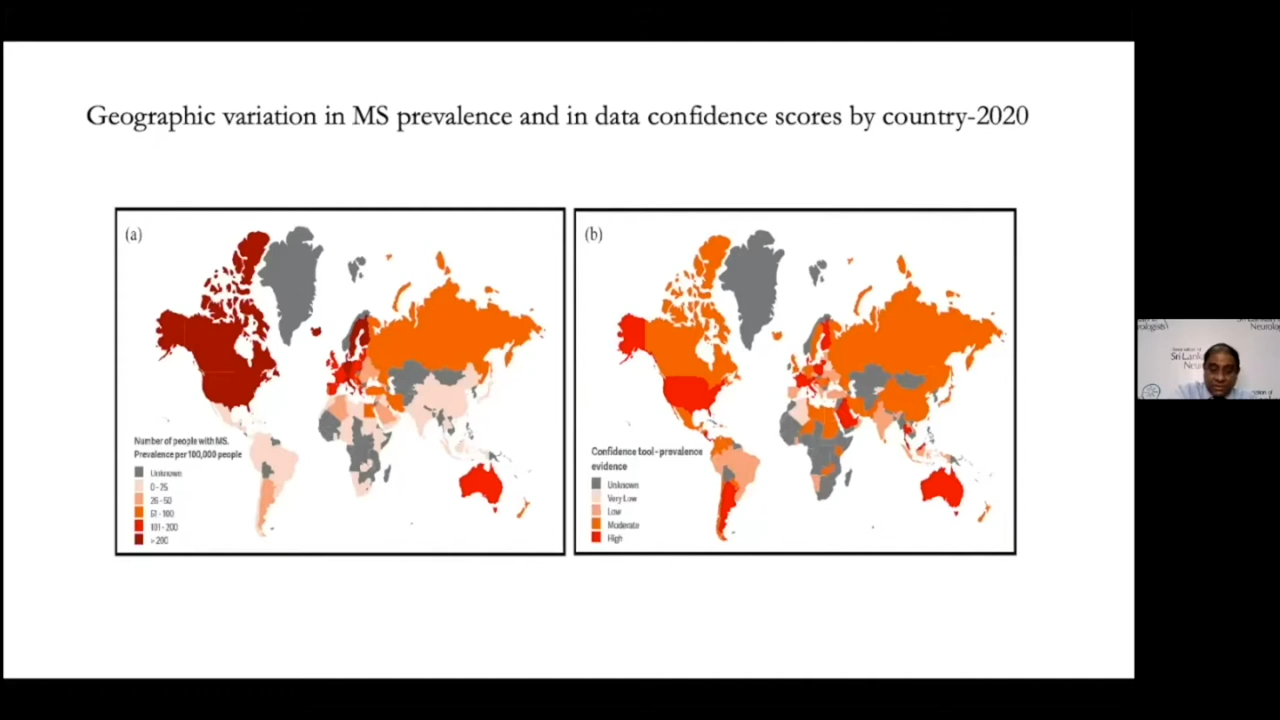 Geographic variation in MS prevalence and in data confidence scores by country-2020
(a)
Number of people with MS.
Prevalence per 100,000 people
Unknown
0-25
26-50
51-100
101-200
>200
(b)
Confidence tool-prevalence
evidence
Unknown
Very Low
Low
Moderate
High
Sri Lanka